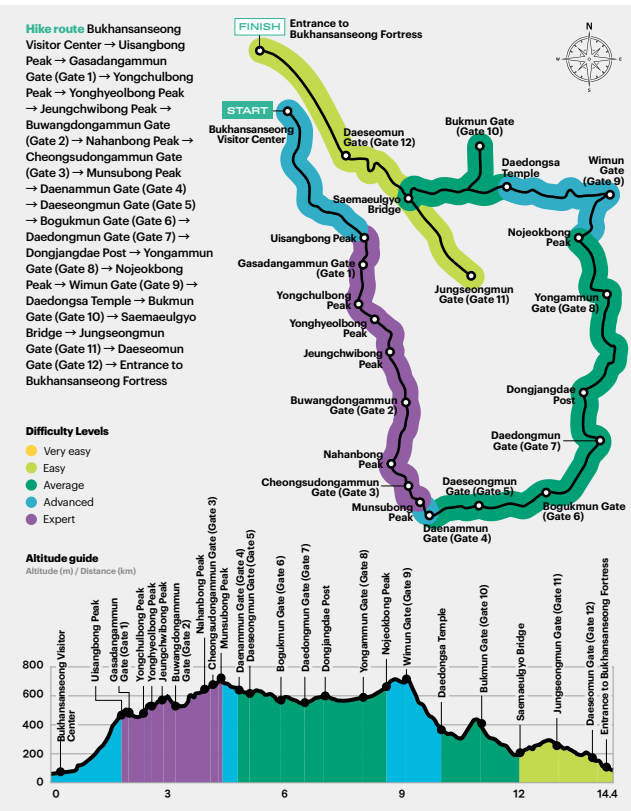 Hike route Bukhansanseong
Visitor Center → Uisangbong
Peak → Gasadangammun
Gate (Gate 1) → Yongchulbong
Peak → Yonghyeolbong Peak
→ Jeungchwibong Peak →
Buwangdongammun Gate
(Gate 2) → Nahanbong Peak →
Cheongsudongammun Gate
(Gate 3) → Munsubong Peak
→ Daenammun Gate (Gate 4)
→ Daeseongmun Gate (Gate 5)
→ Bogukmun Gate (Gate 6) →
Daedongmun Gate (Gate 7) →
Dongjangdae Post → Yongammun
Gate (Gate 8) → Nojeokbong
Peak → Wimun Gate (Gate 9) →
Daedongsa Temple → Bukmun
Gate (Gate 10) → Saemaeulgyo
Bridge → Jungseongmun
Gate (Gate 11) → Daeseomun
Gate (Gate 12) → Entrance to
Bukhansanseong Fortress
FINISH
Entrance to
Bukhansanseong Fortress
N
W
E
S
START
Bukhansanseong
Visitor Center
Daeseomun
Gate (Gate 12)
Bukmun Gate
(Gate 10)
Daedongsa
Temple
Wimun
Gate
(Gate 9)
Saemaeulgyo
Bridge
Nojeokbong
Peak
Uisangbong Peak
Gasadangammun Gate
(Gate 1)
Jungseongmun
Gate (Gate 11)
Yongchulbong
Peak
Yongammun
Gate (Gate 8)
Yonghyeolbong
Peak
Jeungchwibong
Peak
Dongjangdae
Post
Buwangdongammun
Gate (Gate 2)
Daedongmun
Gate (Gate 7)
Nahanbong
Peak
Cheongsudongammun
Gate (Gate 3)
Daeseongmun
Gate (Gate 5)
Munsubong
Peak
Daenammun
Gate (Gate 4)
Bogukmun Gate
(Gate 6)
Difficulty Levels
Very easy
Easy
Average
Advanced
Expert
Altitude guide
Altitude (m) / Distance (km)
800
600
400
200
0
Bukhansanseong Visitor
Center
Uisangbong Peak
Gasadangammun
Gate (Gate 1)
Yongchulbong Peak
Yonghyeolbong Peak
Jeungchwibong Peak
Buwangdongammun
Gate (Gate 2)
Nahanbong Peak
Cheongsudongammun Gate (Gate 3)
Munsubong Peak
Daenammun Gate (Gate 4)
Daeseongmun Gate (Gate 5)
Bogukmun Gate (Gate 6)
Daedongmun Gate (Gate 7)
Dongjangdae Post
Yongammun Gate (Gate 8)
Nojeokbong Peak
Wimun Gate (Gate 9)
Daedongsa Temple
Bukmun Gate (Gate 10)
Saemaeulgyo Bridge
Jungseongmun Gate (Gate 11)
Daeseomun Gate (Gate 12)
Entrance to Bukhansanseong Fortress
0
3
6
9
12
14.4